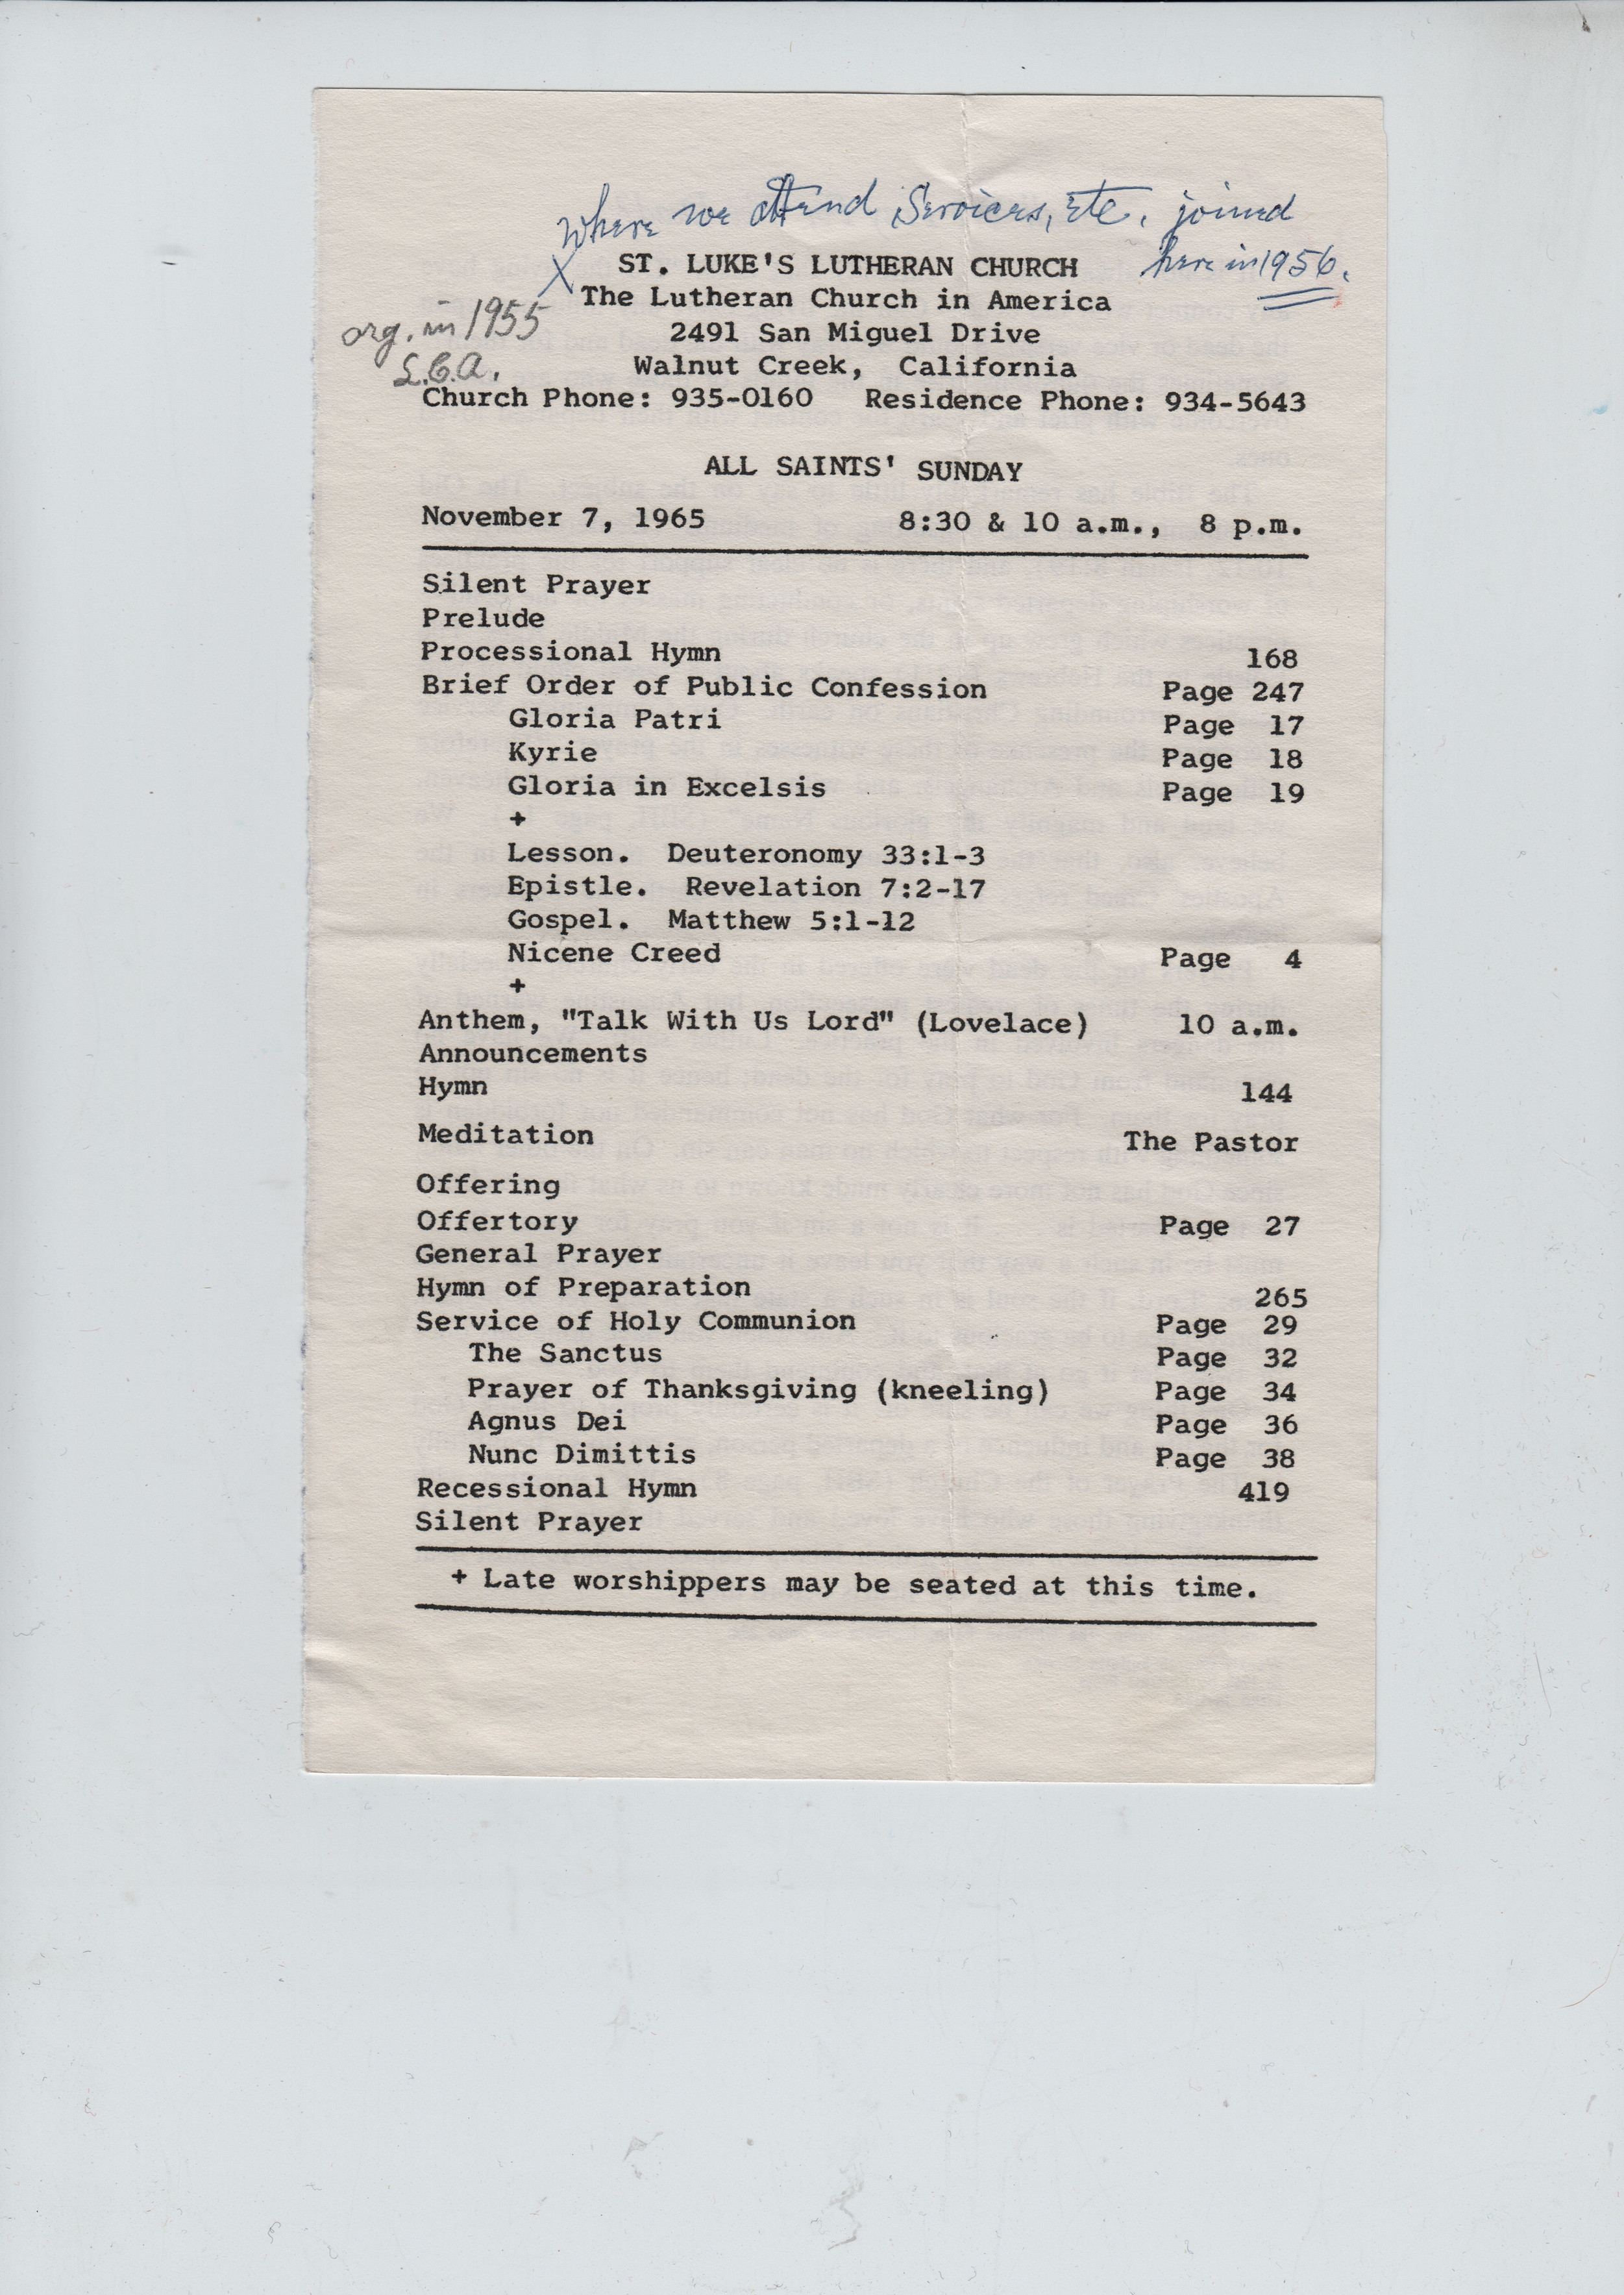 Where we attend Services, Etc. joined
here in 1956.
X ST. LUKE'S LUTHERAN CHURCH
The Lutheran Church in America
org. in 1955
2491 San Miguel Drive
L.C.A.
Walnut Creek, California
Church Phone: 935-0160 Residence Phone: 934-5643
ALL SAINTS' SUNDAY
November 7, 1965 8:30 & 10 a.m., 8 p.m.
Silent Prayer
Prelude
Processional Hymn 168
Brief Order of Public Confession Page 247
Gloria Patri Page 17
Kyrie Page 18
Gloria in Excelsis Page 19
+
Lesson. Deuteronomy 33:1-3
Epistle. Revelation 7:2-17
Gospel. Matthew 5:1-12
Nicene Creed Page 4
+
Anthem, "Talk With Us Lord" (Lovelace) 10 a.m.
Announcements
Hymn 144
Meditation The Pastor
Offering
Offertory Page 27
General Prayer
Hymn of Preparation 265
Service of Holy Communion Page 29
The Sanctus Page 32
Prayer of Thanksgiving (kneeling) Page 34
Agnus Dei Page 36
Nunc Dimittis Page 38
Recessional Hymn 419
Silent Prayer
+ Late worshippers may be seated at this time.